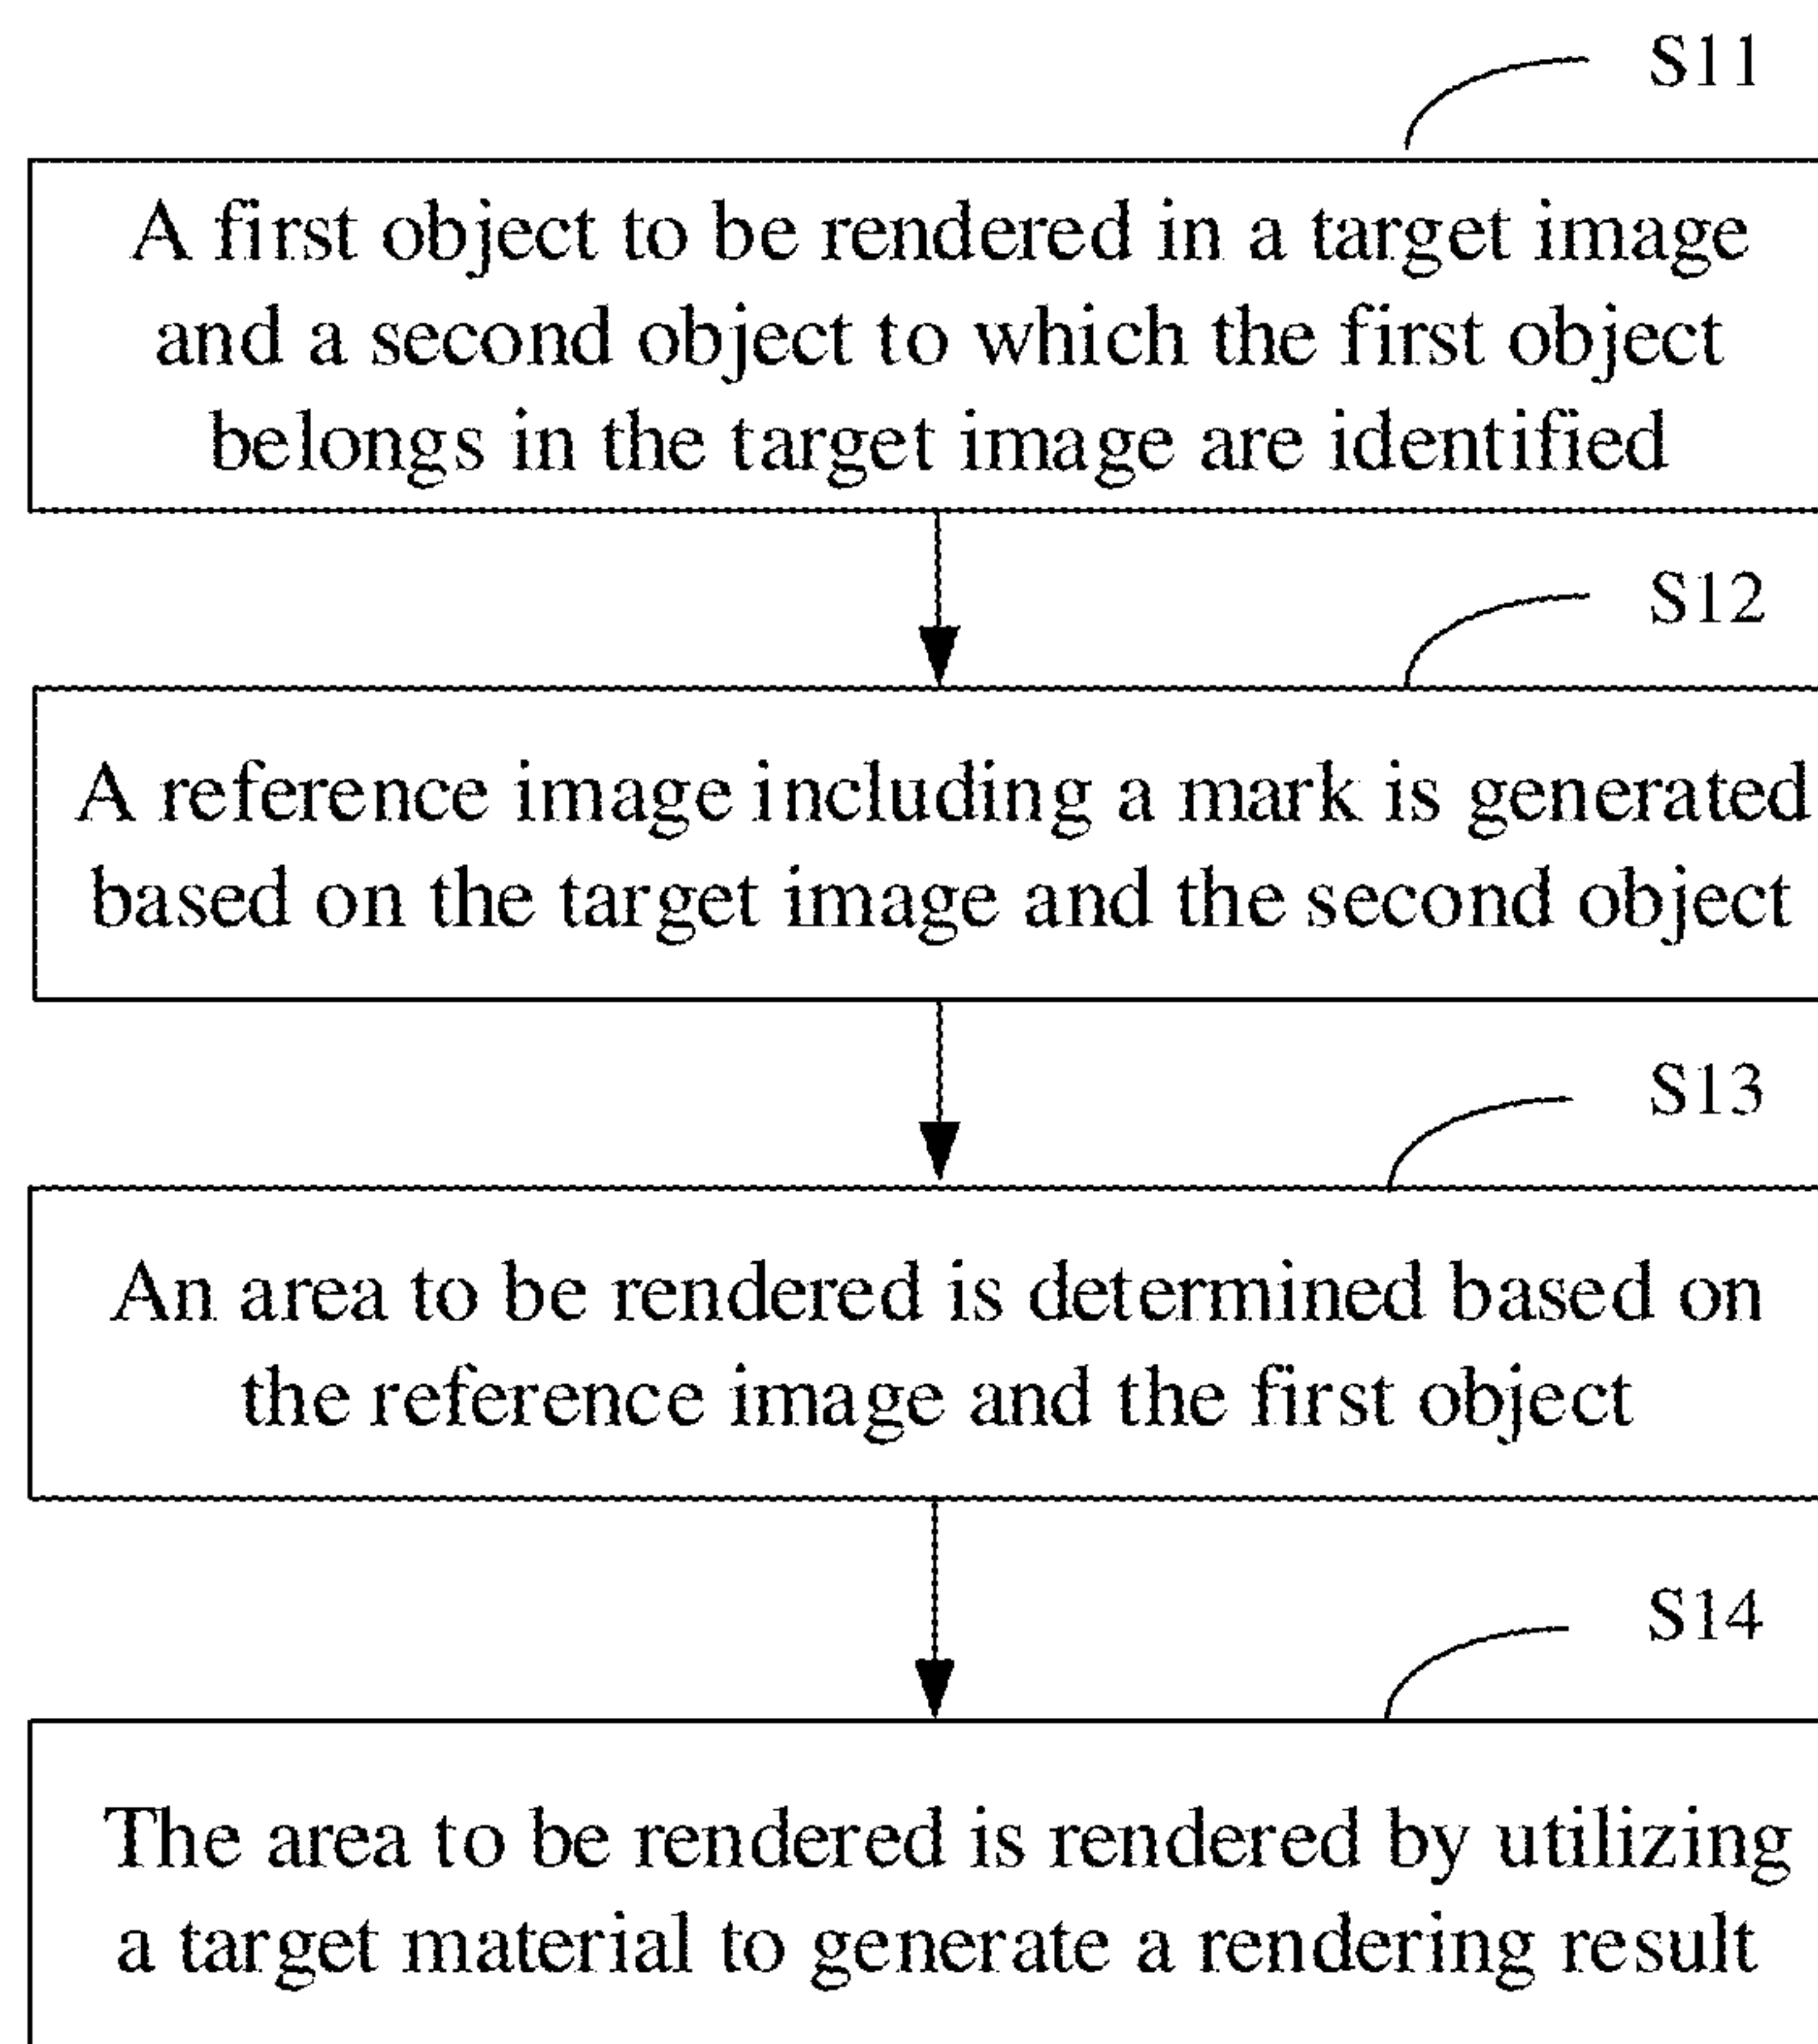 S11
A first object to be rendered in a target image
and a second object to which the first object
belongs in the target image are identified
S12
A reference image including a mark is generated
based on the target image and the second object
S13
An area to be rendered is determined based on
the reference image and the first object
S14
The area to be rendered is rendered by utilizing
a target material to generate a rendering result